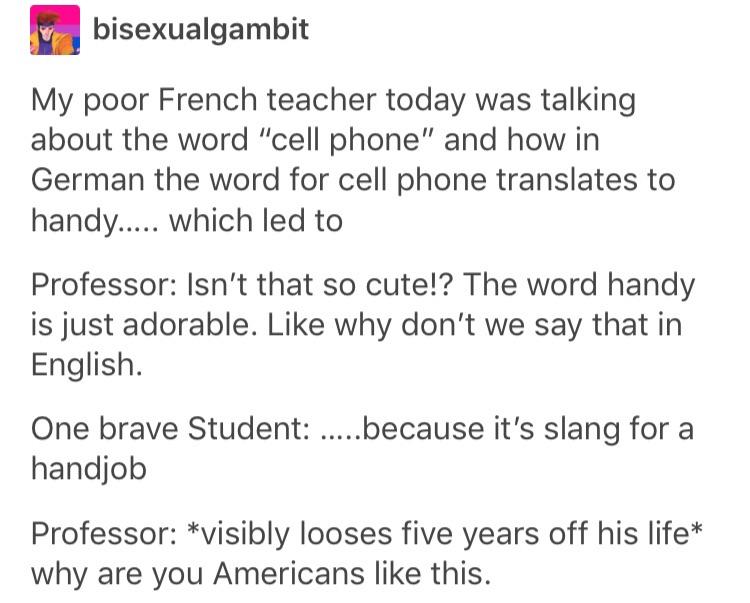 bisexualgambit
My poor French teacher today was talking
about the word "cell phone" and how in
German the word for cell phone translates to
handy..... which led to
Professor: Isn't that so cute!? The word handy
is just adorable. Like why don't we say that in
English.
One brave Student: .....because it's slang for a
handjob
Professor: *visibly looses five years off his life*
why are you Americans like this.